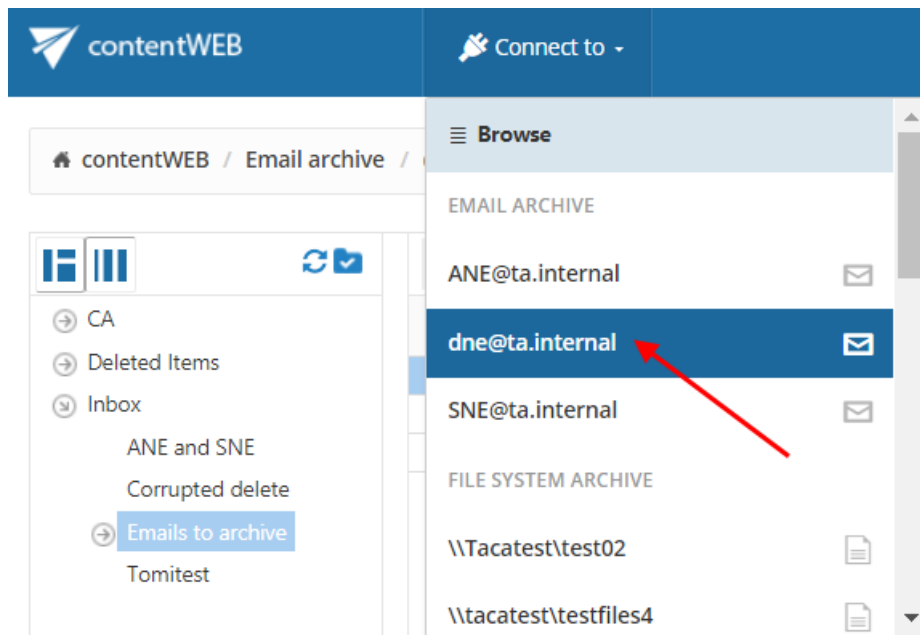 contentWEB
Connect to
contentWEB / Email archive /
CA
Deleted Items
Inbox
ANE and SNE
Corrupted delete
Emails to archive
Tomitest
Browse
EMAIL ARCHIVE
ANE@ta.internal
dne@ta.internal
SNE@ta.internal
FILE SYSTEM ARCHIVE
\\Tacatest\test02
\\tacatest\testfiles4